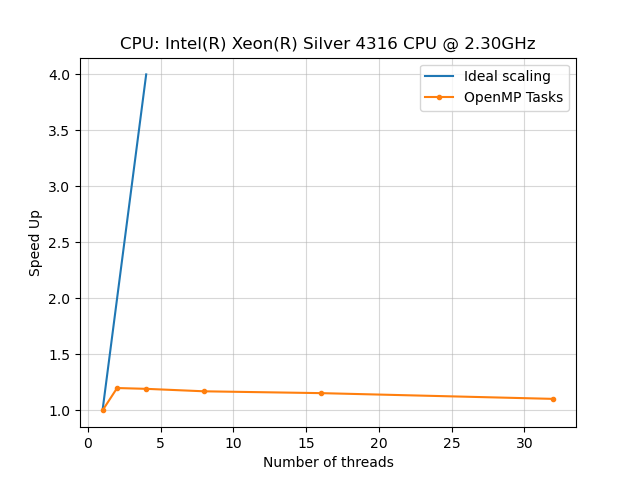 CPU: Intel(R) Xeon(R) Silver 4316 CPU @ 2.30GHz
Ideal scaling
OpenMP Tasks
Speed Up
4.0
3.5
3.0
2.5
2.0
1.5
1.0
0 5 10 15 20 25 30
Number of threads